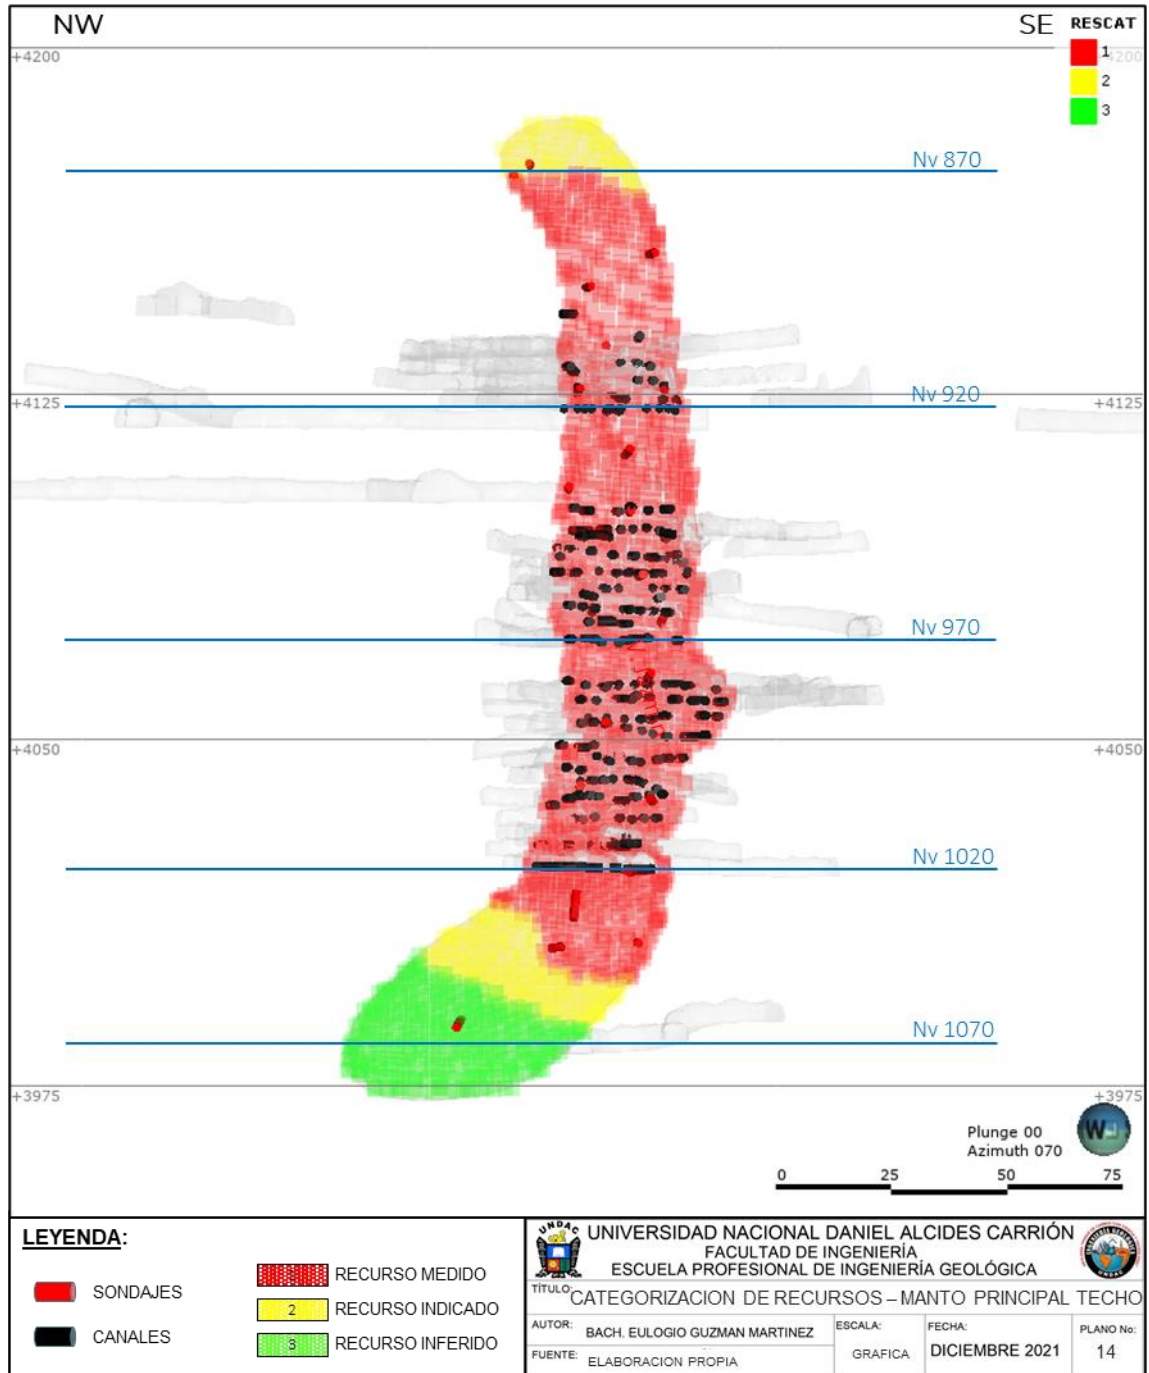 NW
SE
RESCAT
1
2
3
+4200
4200
Nv 870
Nv 920
+4125
+4125
Nv 970
+4050
+4050
Nv 1020
Nv 1070
+3975
+3975
Plunge 00
Azimuth 070
W
0 25 50 75
LEYENDA:
SONDAJES
CANALES
RECURSO MEDIDO
2 RECURSO INDICADO
3 RECURSO INFERIDO
UNDAC
UNIVERSIDAD NACIONAL DANIEL ALCIDES CARRIÓN
FACULTAD DE INGENIERÍA
ESCUELA PROFESIONAL DE INGENIERÍA GEOLÓGICA
TÍTULO: CATEGORIZACION DE RECURSOS – MANTO PRINCIPAL TECHO
AUTOR: BACH. EULOGIO GUZMAN MARTINEZ
ESCALA: GRAFICA
FECHA: DICIEMBRE 2021
PLANO No: 14
FUENTE: ELABORACION PROPIA